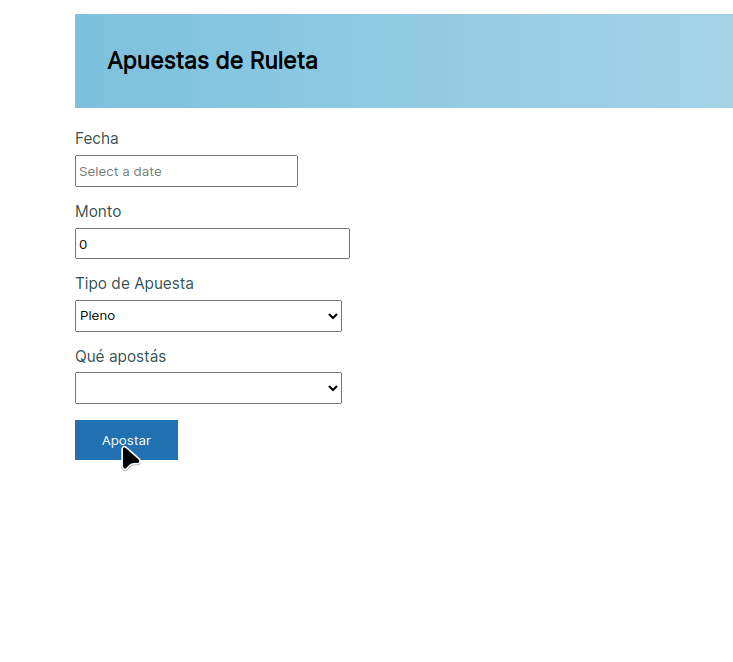 Apuestas de Ruleta
Fecha
Select a date
Monto
0
Tipo de Apuesta
Pleno
Qué apostás
Apostar